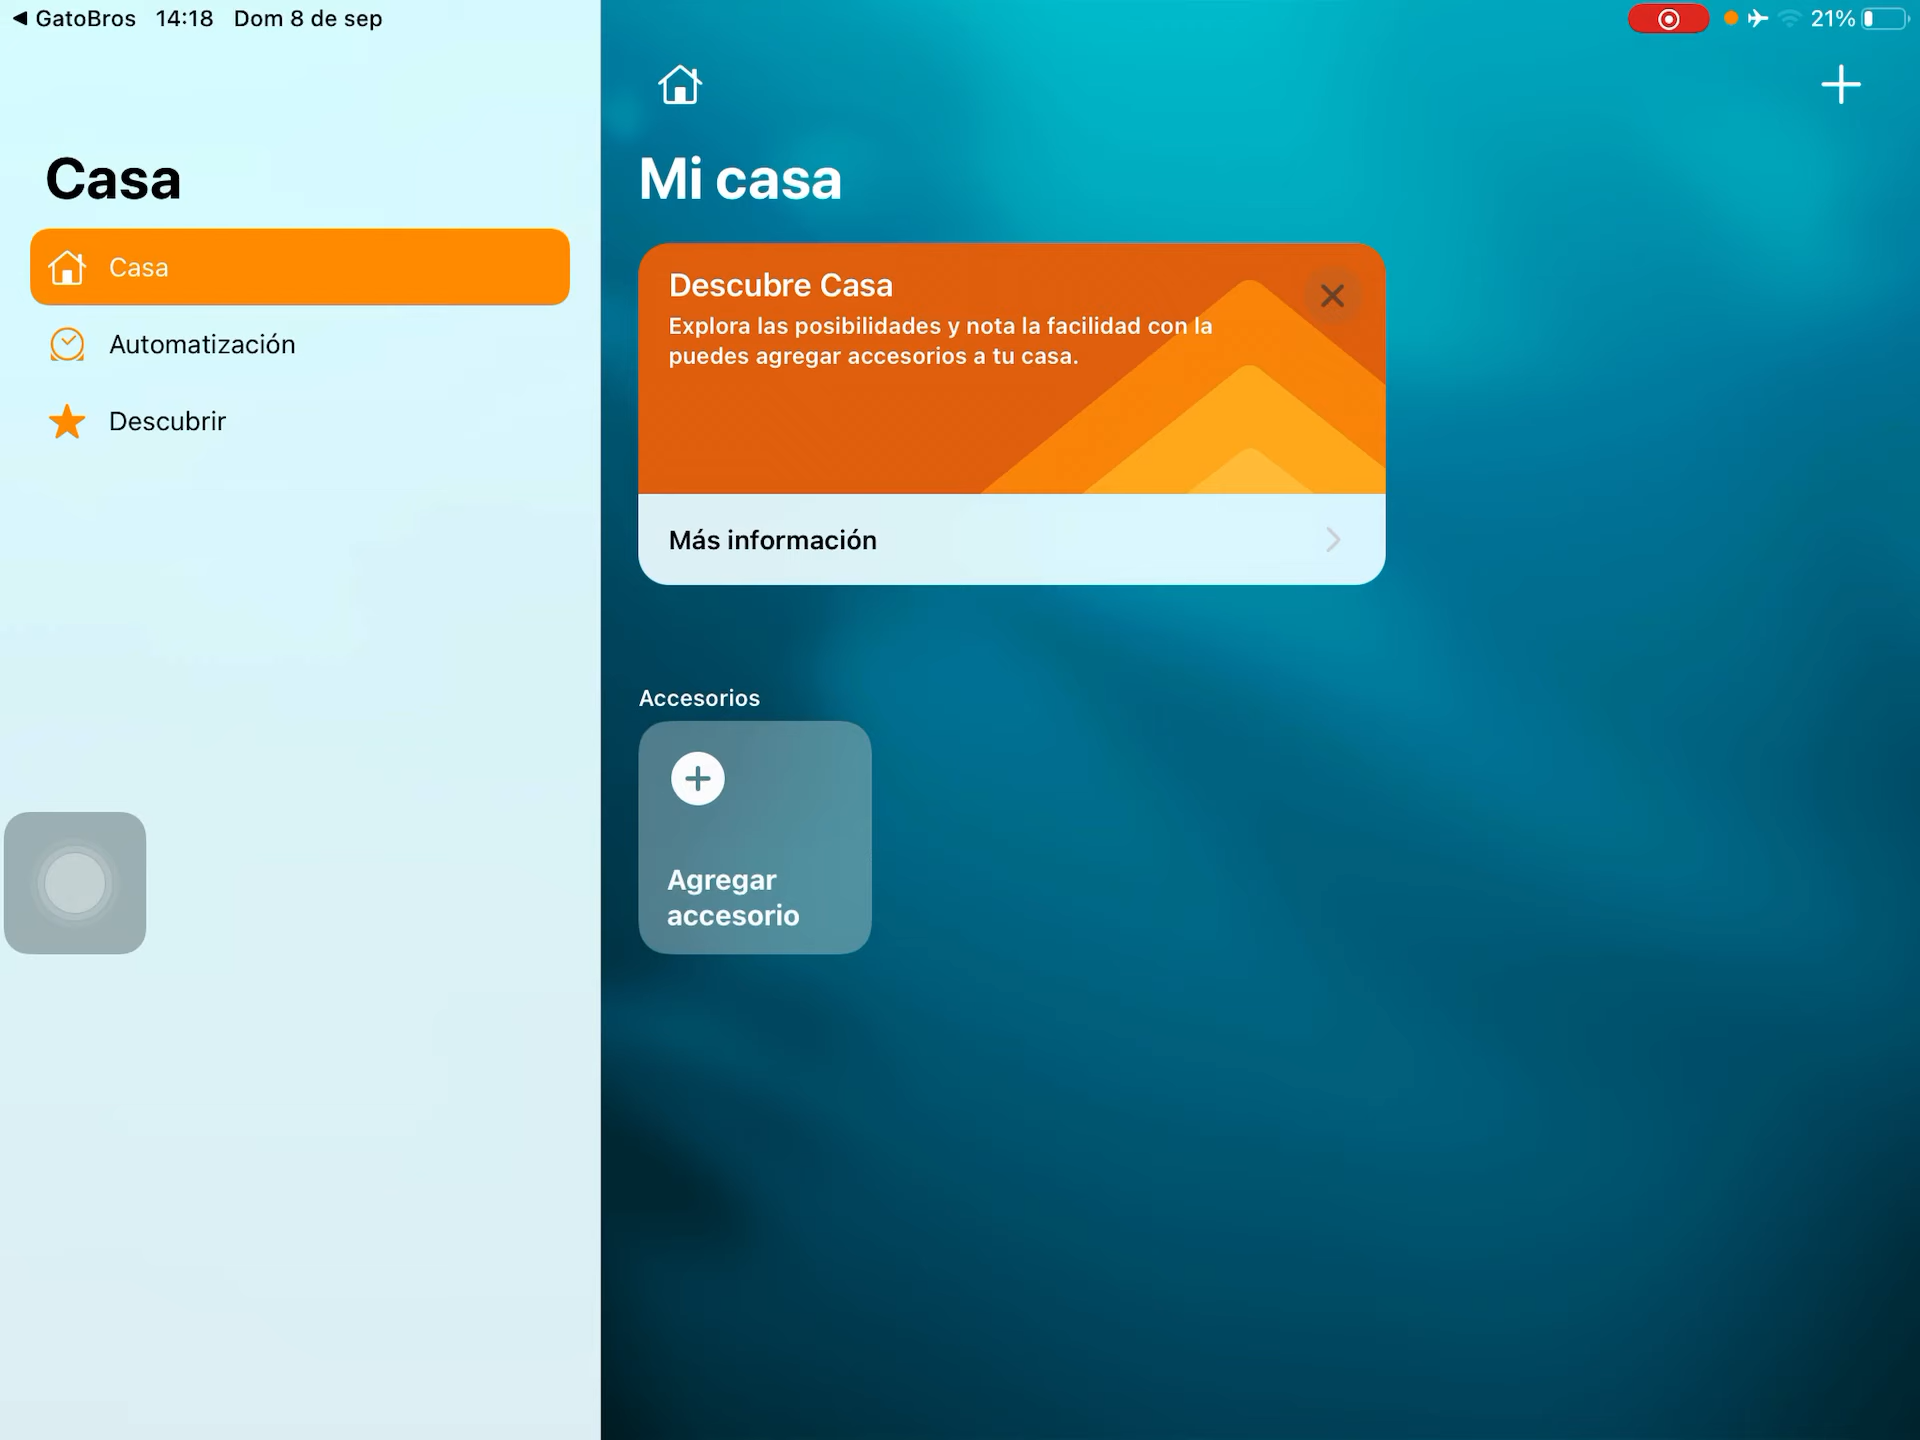 GatoBros 14:18 Dom 8 de sep
21%
Casa
Casa
Automatización
Descubrir
Mi casa
Descubre Casa
Explora las posibilidades y nota la facilidad con la
puedes agregar accesorios a tu casa.
Más información
Accesorios
Agregar
accesorio